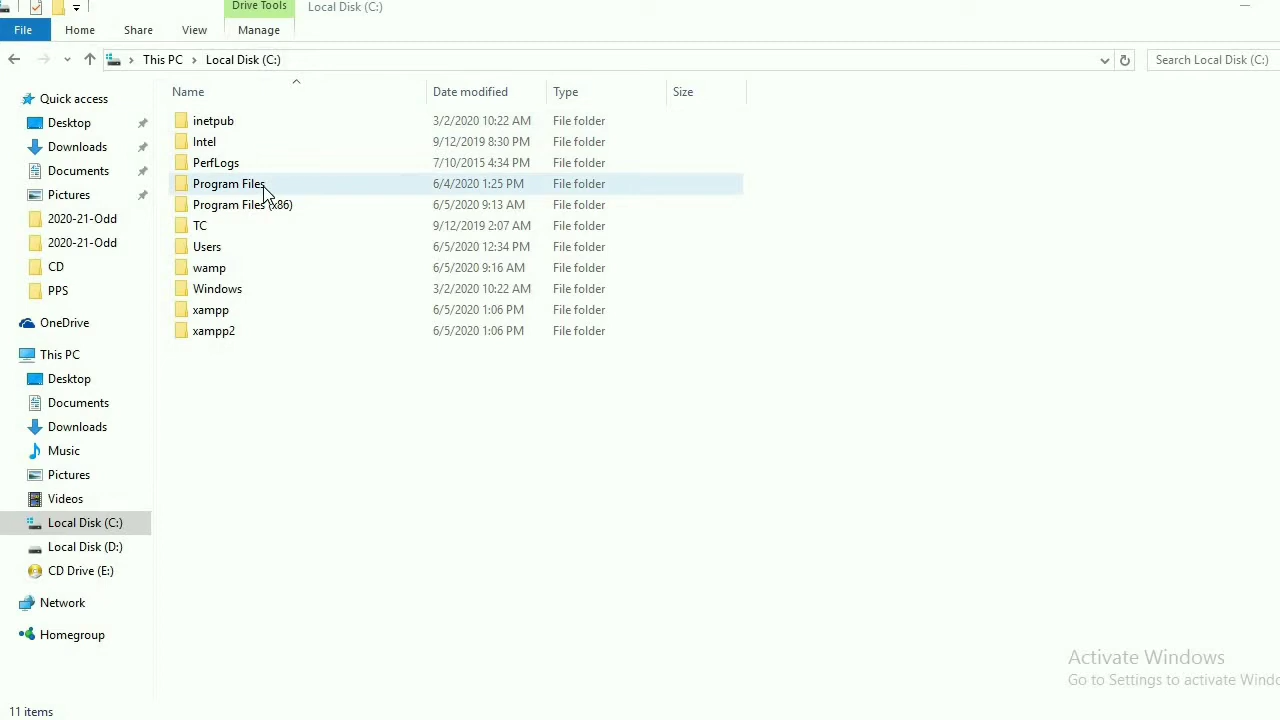 Drive Tools Local Disk (C:)
File Home Share View Manage
This PC Local Disk (C:) Search Local Disk (C:)
Name Date modified Type Size
Quick access
Desktop
Downloads
Documents
Pictures
2020-21-Odd
2020-21-Odd
CD
PPS
OneDrive
This PC
Desktop
Documents
Downloads
Music
Pictures
Videos
Local Disk (C:)
Local Disk (D:)
CD Drive (E:)
Network
Homegroup
inetpub 3/2/2020 10:22 AM File folder
Intel 9/12/2019 8:30 PM File folder
PerfLogs 7/10/2015 4:34 PM File folder
Program Files 6/4/2020 1:25 PM File folder
Program Files (x86) 6/5/2020 9:13 AM File folder
TC 9/12/2019 2:07 AM File folder
Users 6/5/2020 12:34 PM File folder
wamp 6/5/2020 9:16 AM File folder
Windows 3/2/2020 10:22 AM File folder
xampp 6/5/2020 1:06 PM File folder
xampp2 6/5/2020 1:06 PM File folder
Activate Windows
Go to Settings to activate Windo
11 items